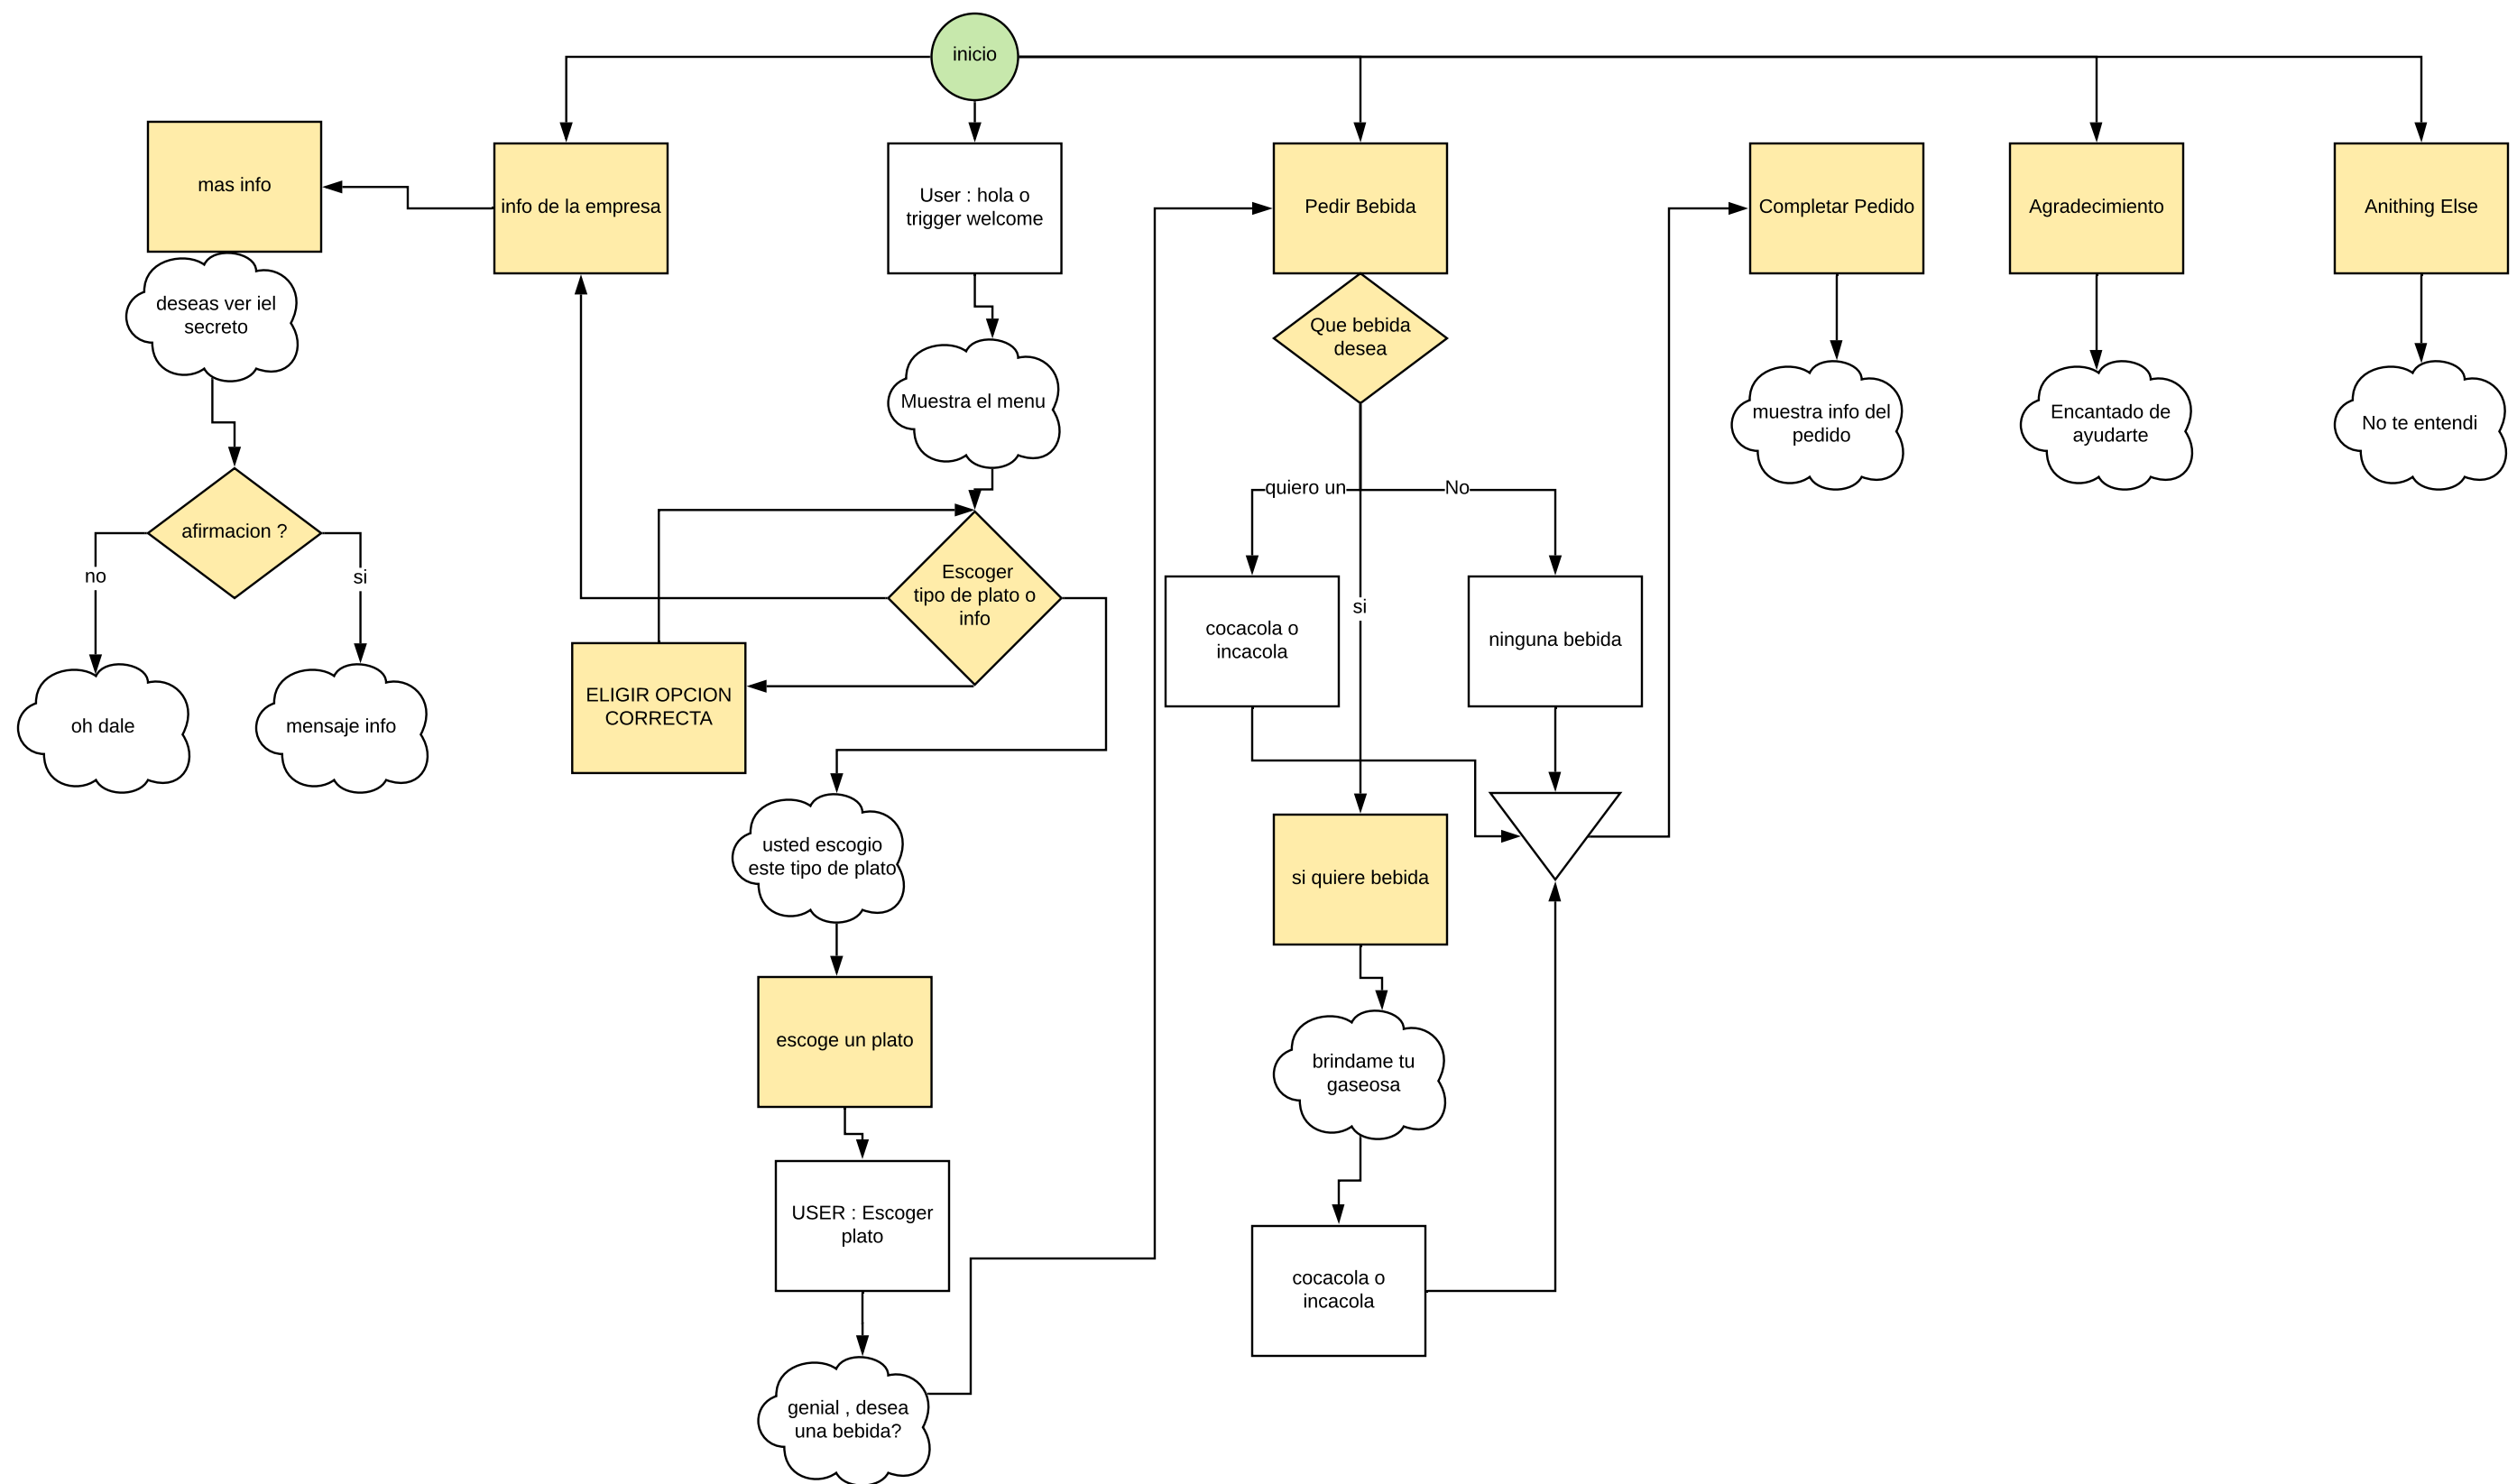 inicio
mas info
info de la empresa
User : hola o
trigger welcome
Pedir Bebida
Completar Pedido
Agradecimiento
Anithing Else
deseas ver iel
secreto
Que bebida
desea
Muestra el menu
muestra info del
pedido
Encantado de
ayudarte
No te entendi
quiero un
No
afirmacion ?
no
si
Escoger
tipo de plato o
info
si
cocacola o
incacola
ninguna bebida
ELIGIR OPCION
CORRECTA
oh dale
mensaje info
usted escogio
este tipo de plato
si quiere bebida
escoge un plato
brindame tu
gaseosa
USER : Escoger
plato
cocacola o
incacola
genial , desea
una bebida?